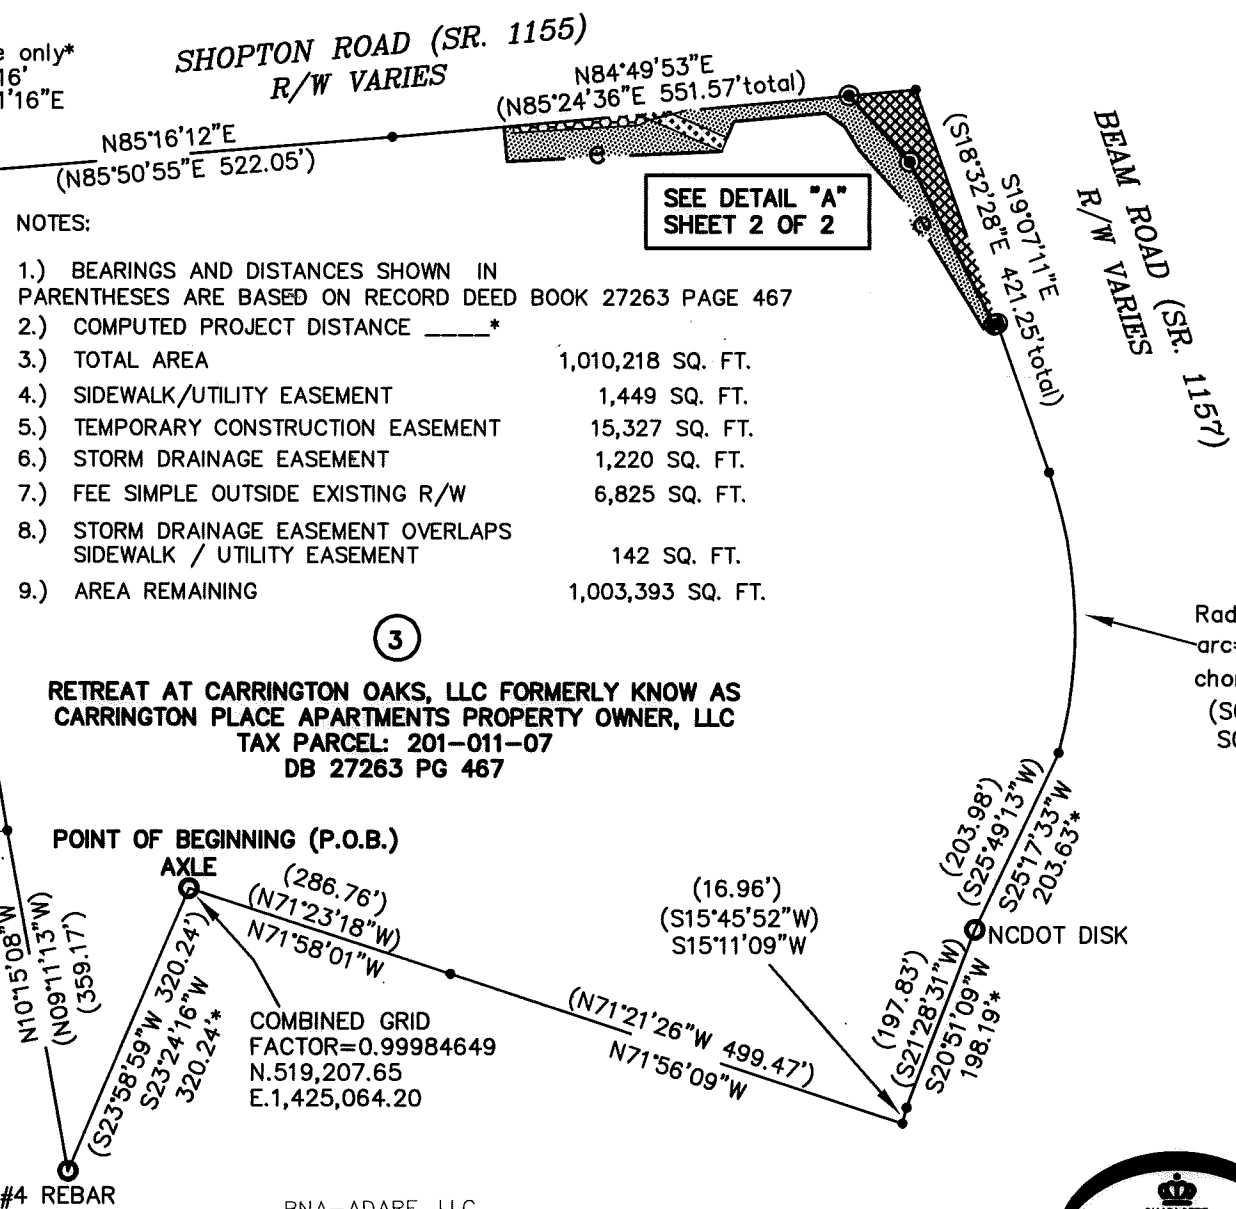 e only*
16'
1'16"E
SHOPTON ROAD (SR. 1155)
R/W VARIES
N84°49'53"E
(N85°24'36"E 551.57'total)
N85°16'12"E
(N85°50'55"E 522.05')
BEAM ROAD (SR. 1157)
R/W VARIES
S19°07'11"E
(S18°32'28"E 421.25'total)
e
e
SEE DETAIL "A"
SHEET 2 OF 2
NOTES:
1.) BEARINGS AND DISTANCES SHOWN IN
PARENTHESES ARE BASED ON RECORD DEED BOOK 27263 PAGE 467
2.) COMPUTED PROJECT DISTANCE _____*
3.) TOTAL AREA 1,010,218 SQ. FT.
4.) SIDEWALK/UTILITY EASEMENT 1,449 SQ. FT.
5.) TEMPORARY CONSTRUCTION EASEMENT 15,327 SQ. FT.
6.) STORM DRAINAGE EASEMENT 1,220 SQ. FT.
7.) FEE SIMPLE OUTSIDE EXISTING R/W 6,825 SQ. FT.
8.) STORM DRAINAGE EASEMENT OVERLAPS
SIDEWALK / UTILITY EASEMENT 142 SQ. FT.
9.) AREA REMAINING 1,003,393 SQ. FT.
3
RETREAT AT CARRINGTON OAKS, LLC FORMERLY KNOW AS
CARRINGTON PLACE APARTMENTS PROPERTY OWNER, LLC
TAX PARCEL: 201-011-07
DB 27263 PG 467
Rad
arc=
chor
(S0
S0
POINT OF BEGINNING (P.O.B.)
AXLE
(286.76')
(N71°23'18"W)
N71°58'01"W
(16.96')
(S15°45'52"W)
S15°11'09"W
(203.98')
(S25°49'13"W)
S25°17'33"W
203.63'*
NCDOT DISK
(197.83')
(S21°28'31"W)
S20°51'09"W
198.19'*
(N71°21'26"W 499.47')
N71°56'09"W
N10°15'08"W
(N09°11'13"W)
(359.17')
(S23°58'59"W 320.24')
S23°24'16"W
320.24'*
COMBINED GRID
FACTOR=0.99984649
N.519,207.65
E.1,425,064.20
#4 REBAR